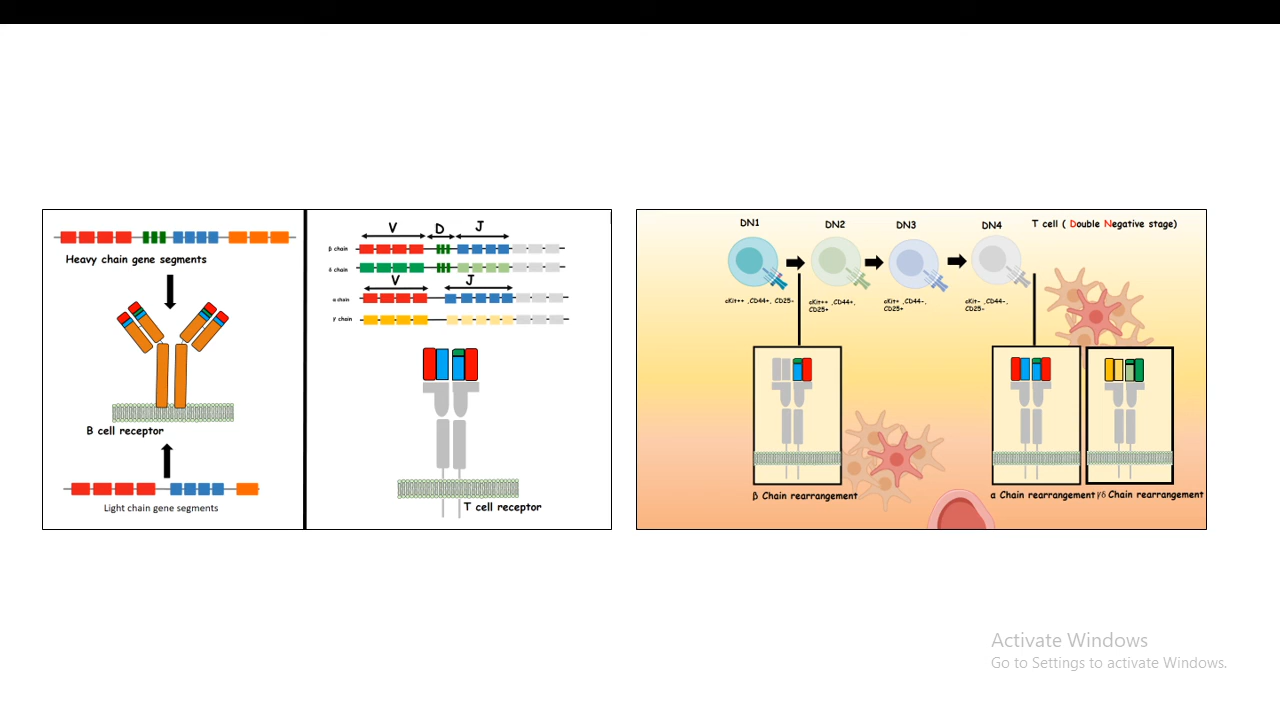 Heavy chain gene segments
B cell receptor
Light chain gene segments
V D J
β chain
δ chain
V J
α chain
γ chain
T cell receptor
DN1 DN2 DN3 DN4 T cell ( Double Negative stage)
cKit++ ,CD44+, CD25-
cKit++ ,CD44+,
CD25+
cKit+ ,CD44-,
CD25+
cKit- ,CD44-,
CD25-
β Chain rearrangement
α Chain rearrangement
γδ Chain rearrangement
Activate Windows
Go to Settings to activate Windows.